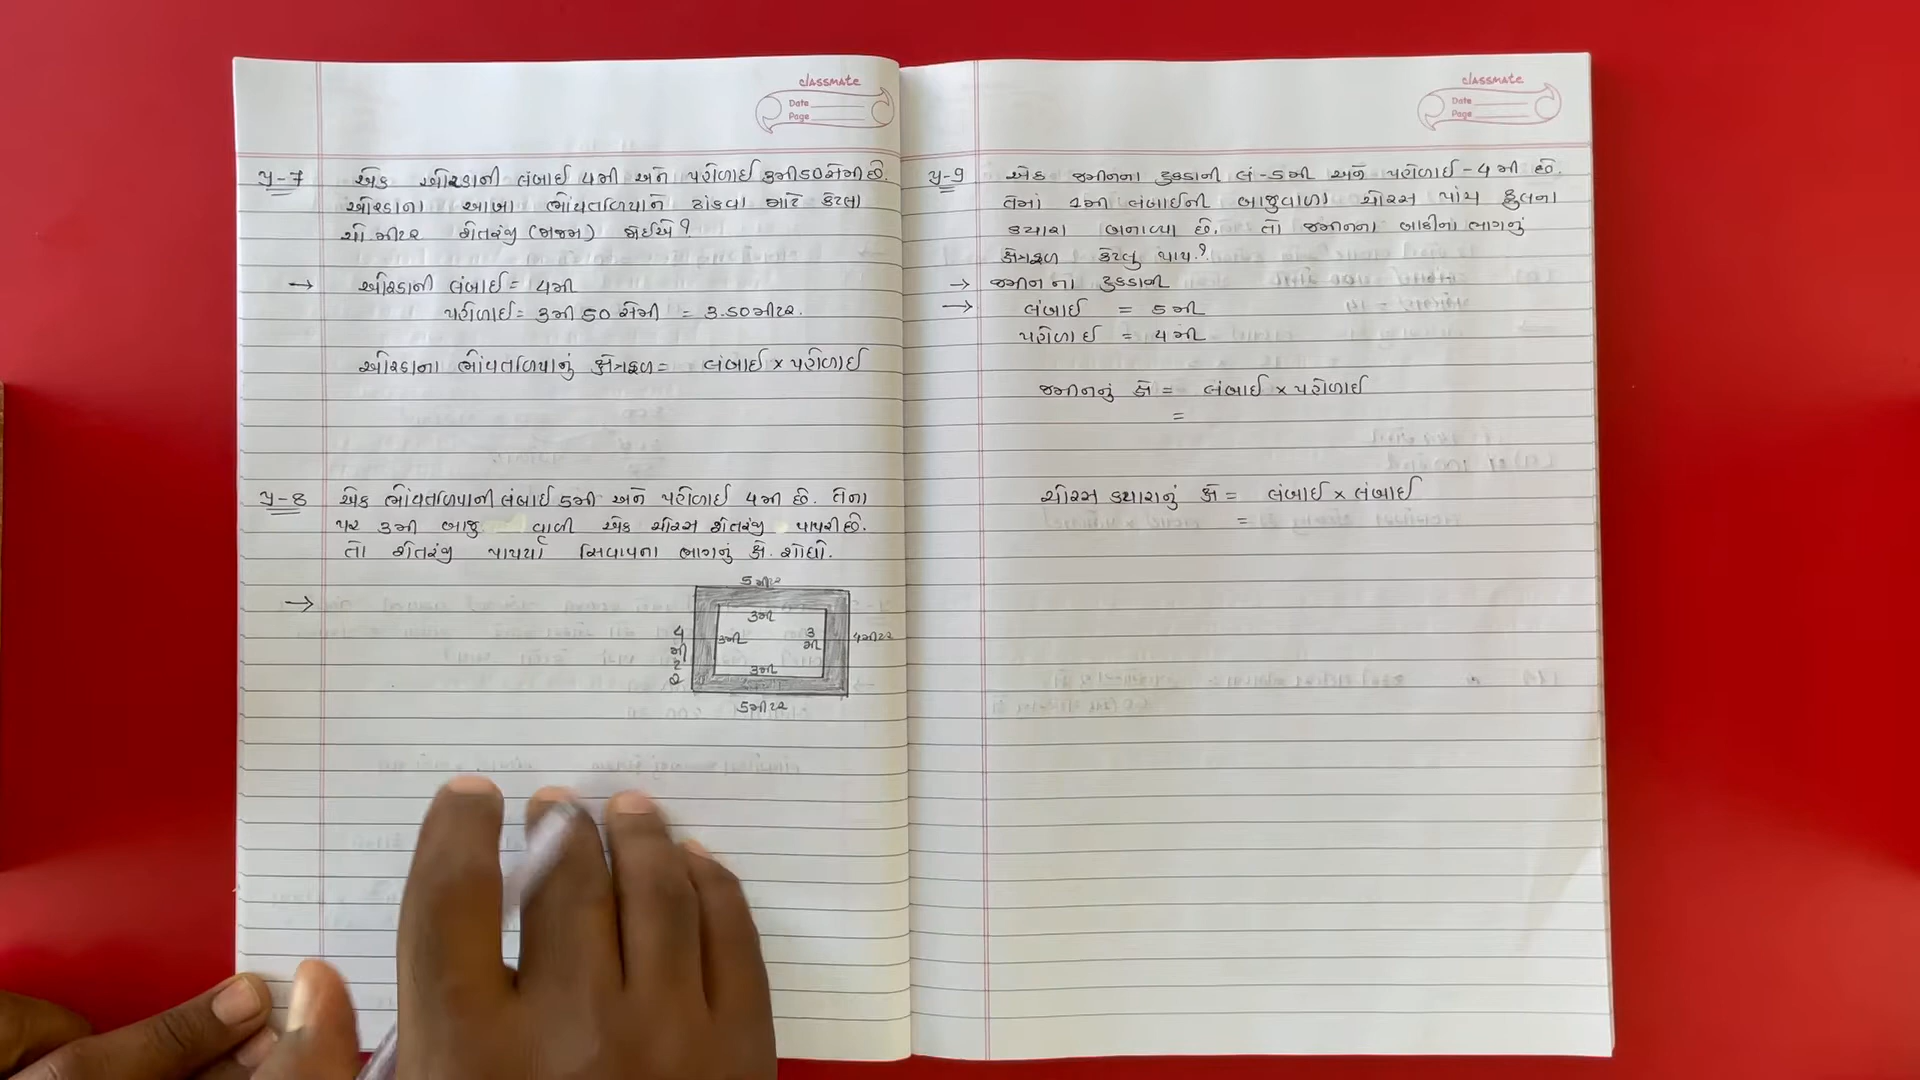 classmate
Date
Page
પ્ર-7 એક ઓરડાની લંબાઈ 4મી અને પહોળાઈ 3મી 50 સેમી છે.
ઓરડાના આખા ભોંયતળિયાને ઢાંકવા માટે કેટલા
ચો મીટર શેતરંજી (જાજમ) જોઈએ?
→ ઓરડાની લંબાઈ = 4મી
પહોળાઈ = 3મી 50 સેમી = 3.50મીટર.
ઓરડાના ભોંયતળિયાનું ક્ષેત્રફળ = લંબાઈ × પહોળાઈ
પ્ર-8 એક ભોંયતળિયાની લંબાઈ 5મી અને પહોળાઈ 4મી છે. તેના
પર 3મી બાજુ વાળી એક ચોરસ શેતરંજી પાથરી છે.
તો શેતરંજી પાથર્યા સિવાયના ભાગનું ક્ષે. શોધો.
→
5મીટર
3મી
4મીટર 3મી 3મી 4મીટર
3મી
5મીટર
classmate
Date
Page
પ્ર-9 એક જમીનના ટુકડાની લં-5મી અને પહોળાઈ-4મી છે.
તેમાં 1મી લંબાઈની બાજુવાળા ચોરસ પાંચ ફુલના
ક્યારા બનાવ્યા છે. તો જમીનના બાકીના ભાગનું
ક્ષેત્રફળ કેટલુ થાય?
→ જમીન ના ટુકડાની
→ લંબાઈ = 5મી
પહોળાઈ = 4મી
જમીનનું ક્ષે = લંબાઈ × પહોળાઈ
=
ચોરસ ક્યારાનું ક્ષે = લંબાઈ × લંબાઈ
=